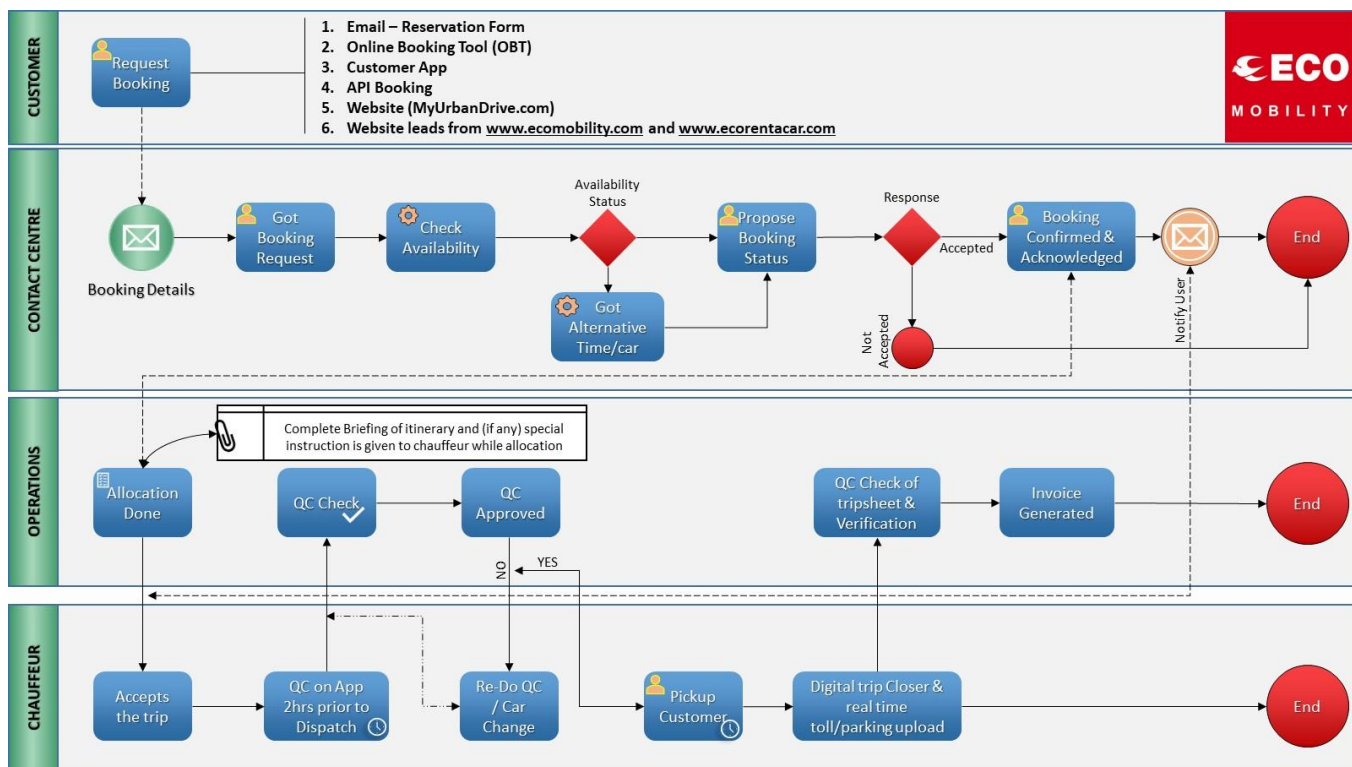 CUSTOMER
Request
Booking
1. Email – Reservation Form
2. Online Booking Tool (OBT)
3. Customer App
4. API Booking
5. Website (MyUrbanDrive.com)
6. Website leads from www.ecomobility.com and www.ecorentacar.com
ECO
MOBILITY
CONTACT CENTRE
Booking Details
Got
Booking
Request
Check
Availability
Availability
Status
Got
Alternative
Time/car
Propose
Booking
Status
Response
Accepted
Not
Accepted
Booking
Confirmed &
Acknowledged
Notify User
End
OPERATIONS
Complete Briefing of itinerary and (if any) special
instruction is given to chauffeur while allocation
Allocation
Done
QC Check
QC
Approved
NO
YES
QC Check of
tripsheet &
Verification
Invoice
Generated
End
CHAUFFEUR
Accepts
the trip
QC on App
2hrs prior to
Dispatch
Re-Do QC
/ Car
Change
Pickup
Customer
Digital trip Closer &
real time
toll/parking upload
End